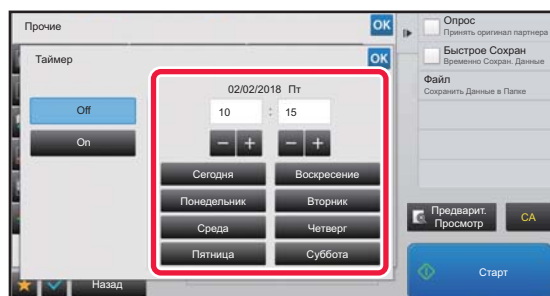 Прочие
OK
Таймер
OK
02/02/2018 Пт
Off
10 : 15
On
− + − +
Сегодня Воскресение
Понедельник Вторник
Среда Четверг
Пятница Суббота
Назад
Опрос
Принять оригинал партнера
Быстрое Сохран
Временно Сохран. Данные
Файл
Сохранить Данные в Папке
Предварит.
Просмотр
CA
Старт